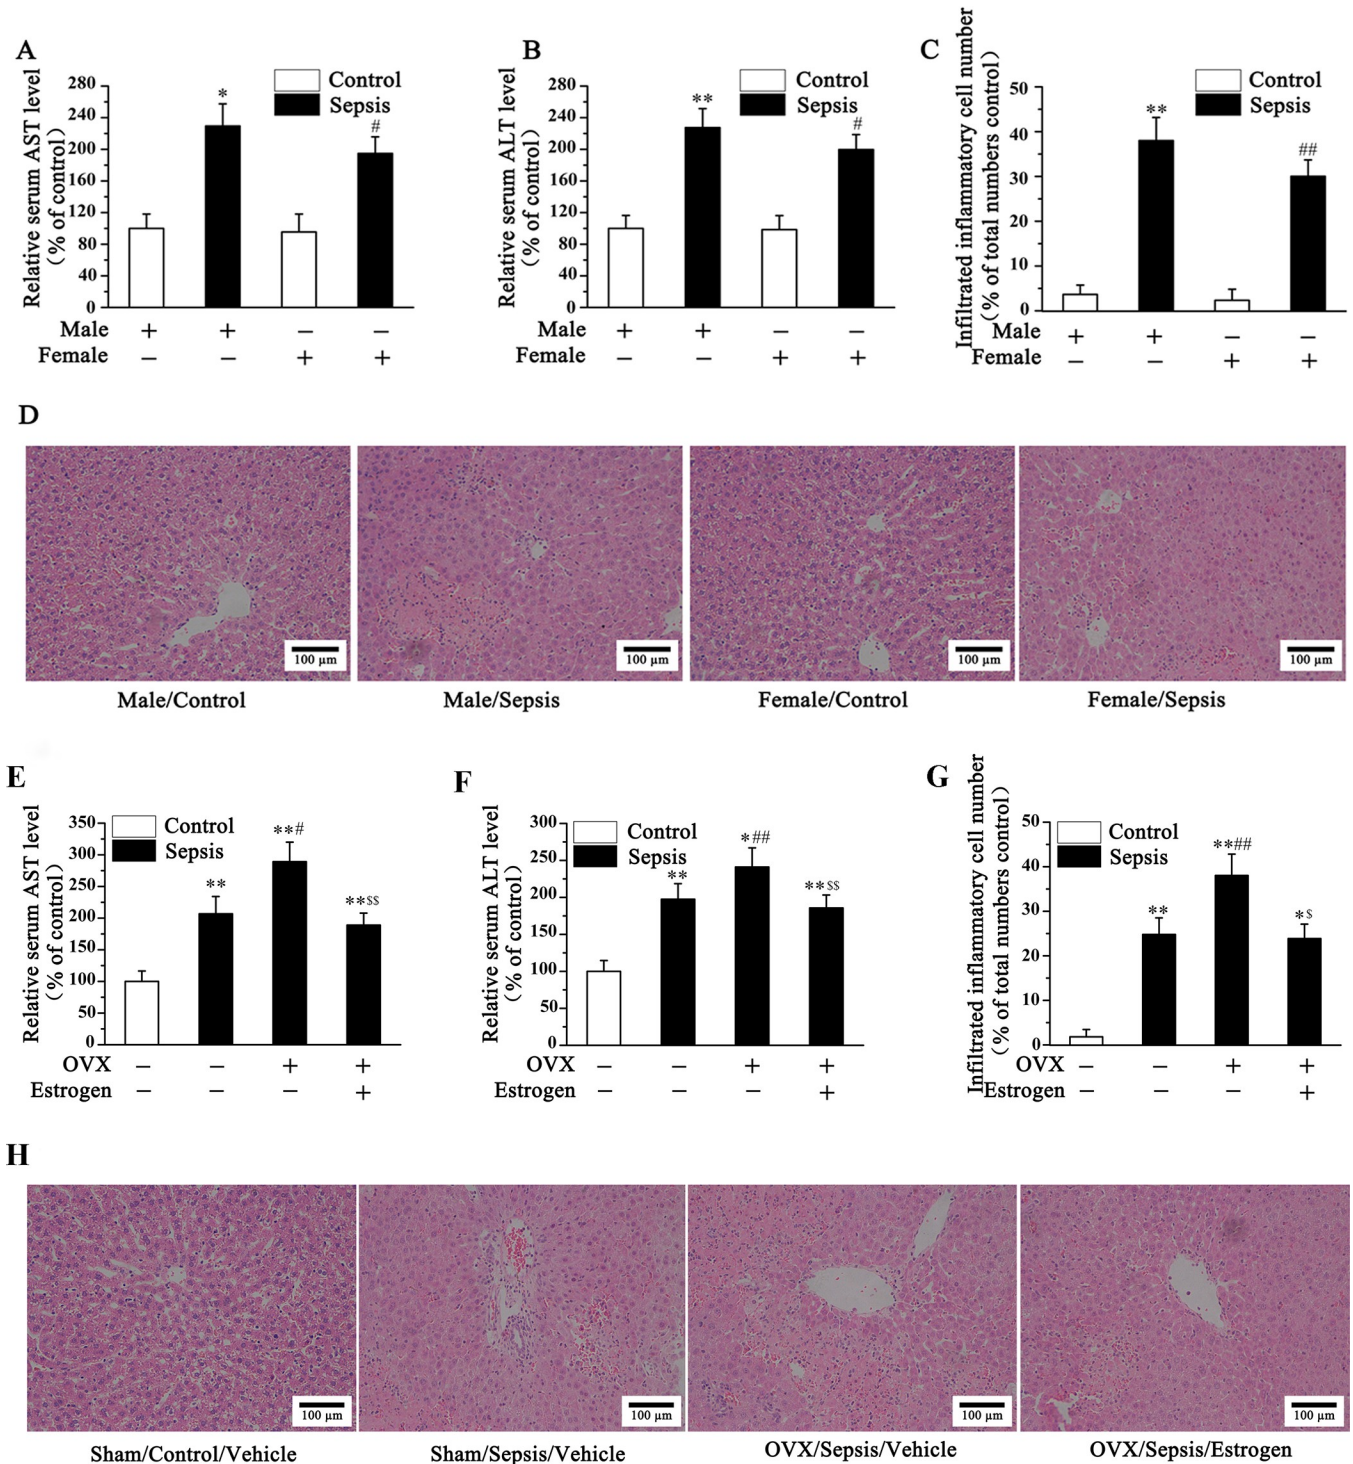 A
Relative serum AST level
(% of control)
280
240
200
160
120
80
40
0
Control
Sepsis
*
#
Male + + − −
Female − − + +
B
Relative serum ALT level
(% of control)
280
240
200
160
120
80
40
0
Control
Sepsis
**
#
Male + + − −
Female − − + +
C
Infiltrated inflammatory cell number
(% of total numbers control)
50
40
30
20
10
0
Control
Sepsis
**
##
Male + + − −
Female − − + +
D
100 µm
100 µm
100 µm
100 µm
Male/Control
Male/Sepsis
Female/Control
Female/Sepsis
E
Relative serum AST level
(% of control)
350
300
250
200
150
100
50
0
Control
Sepsis
**
**#
**$$
OVX − − + +
Estrogen − − +
F
Relative serum ALT level
(% of control)
300
250
200
150
100
50
0
Control
Sepsis
**
*##
**$$
OVX − − + +
Estrogen − − +
G
Infiltrated inflammatory cell number
(% of total numbers control)
50
40
30
20
10
0
Control
Sepsis
**
**##
*$
OVX − − + +
Estrogen − − +
H
100 µm
100 µm
100 µm
100 µm
Sham/Control/Vehicle
Sham/Sepsis/Vehicle
OVX/Sepsis/Vehicle
OVX/Sepsis/Estrogen